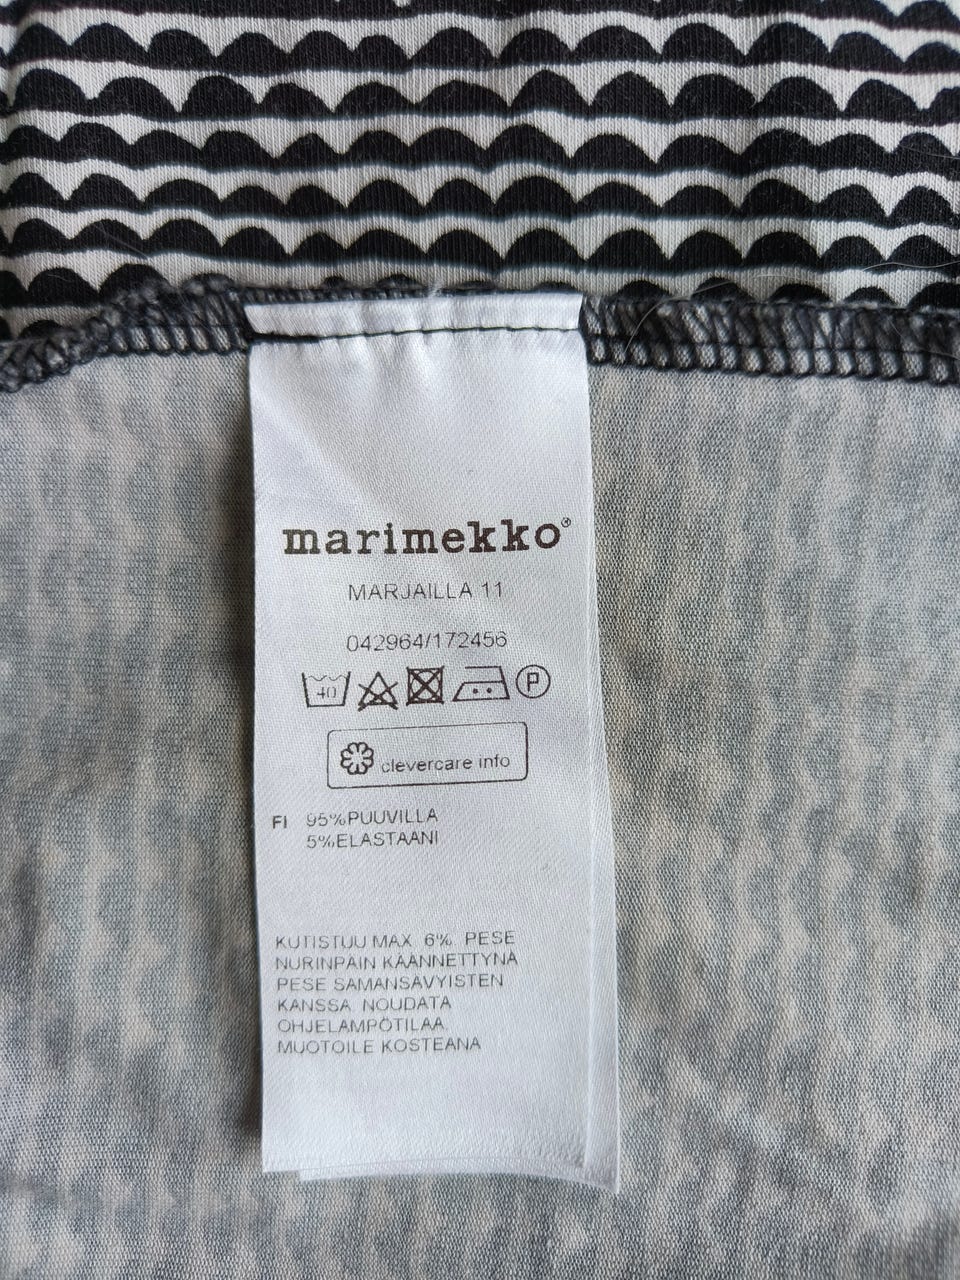 marimekko®
MARJAILLA 11
042964/172456
40 P
clevercare info
FI 95%PUUVILLA
5%ELASTAANI
KUTISTUU MAX 6% PESE
NURINPÄIN KÄÄNNETTYNÄ
PESE SAMANSÄVYISTEN
KANSSA. NOUDATA
OHJELÄMPÖTILAA.
MUOTOILE KOSTEANA